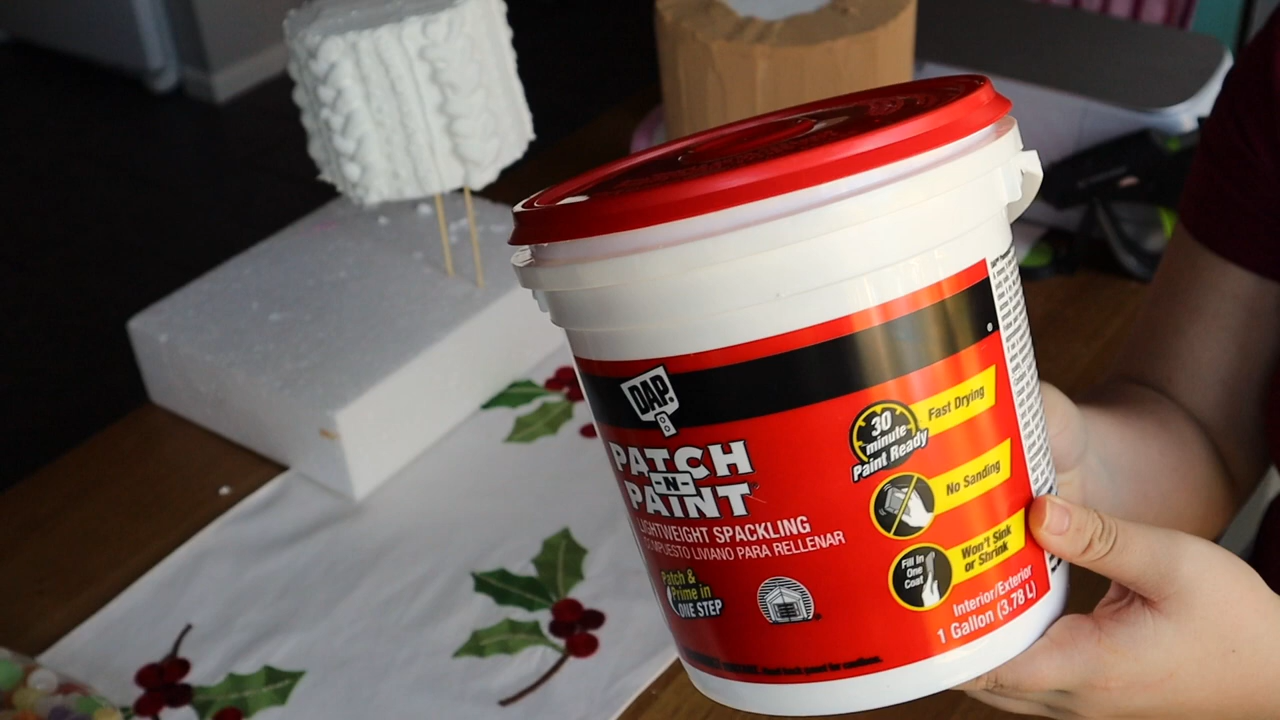 DAP.
PATCH
-N-
PAINT
LIGHTWEIGHT SPACKLING
COMPUESTO LIVIANO PARA RELLENAR
Patch &
Prime in
ONE STEP
30
minute
Paint Ready
Fast Drying
No Sanding
Fill In
One
Coat
Won't Sink
or Shrink
Interior/Exterior
1 Gallon (3.78 L)